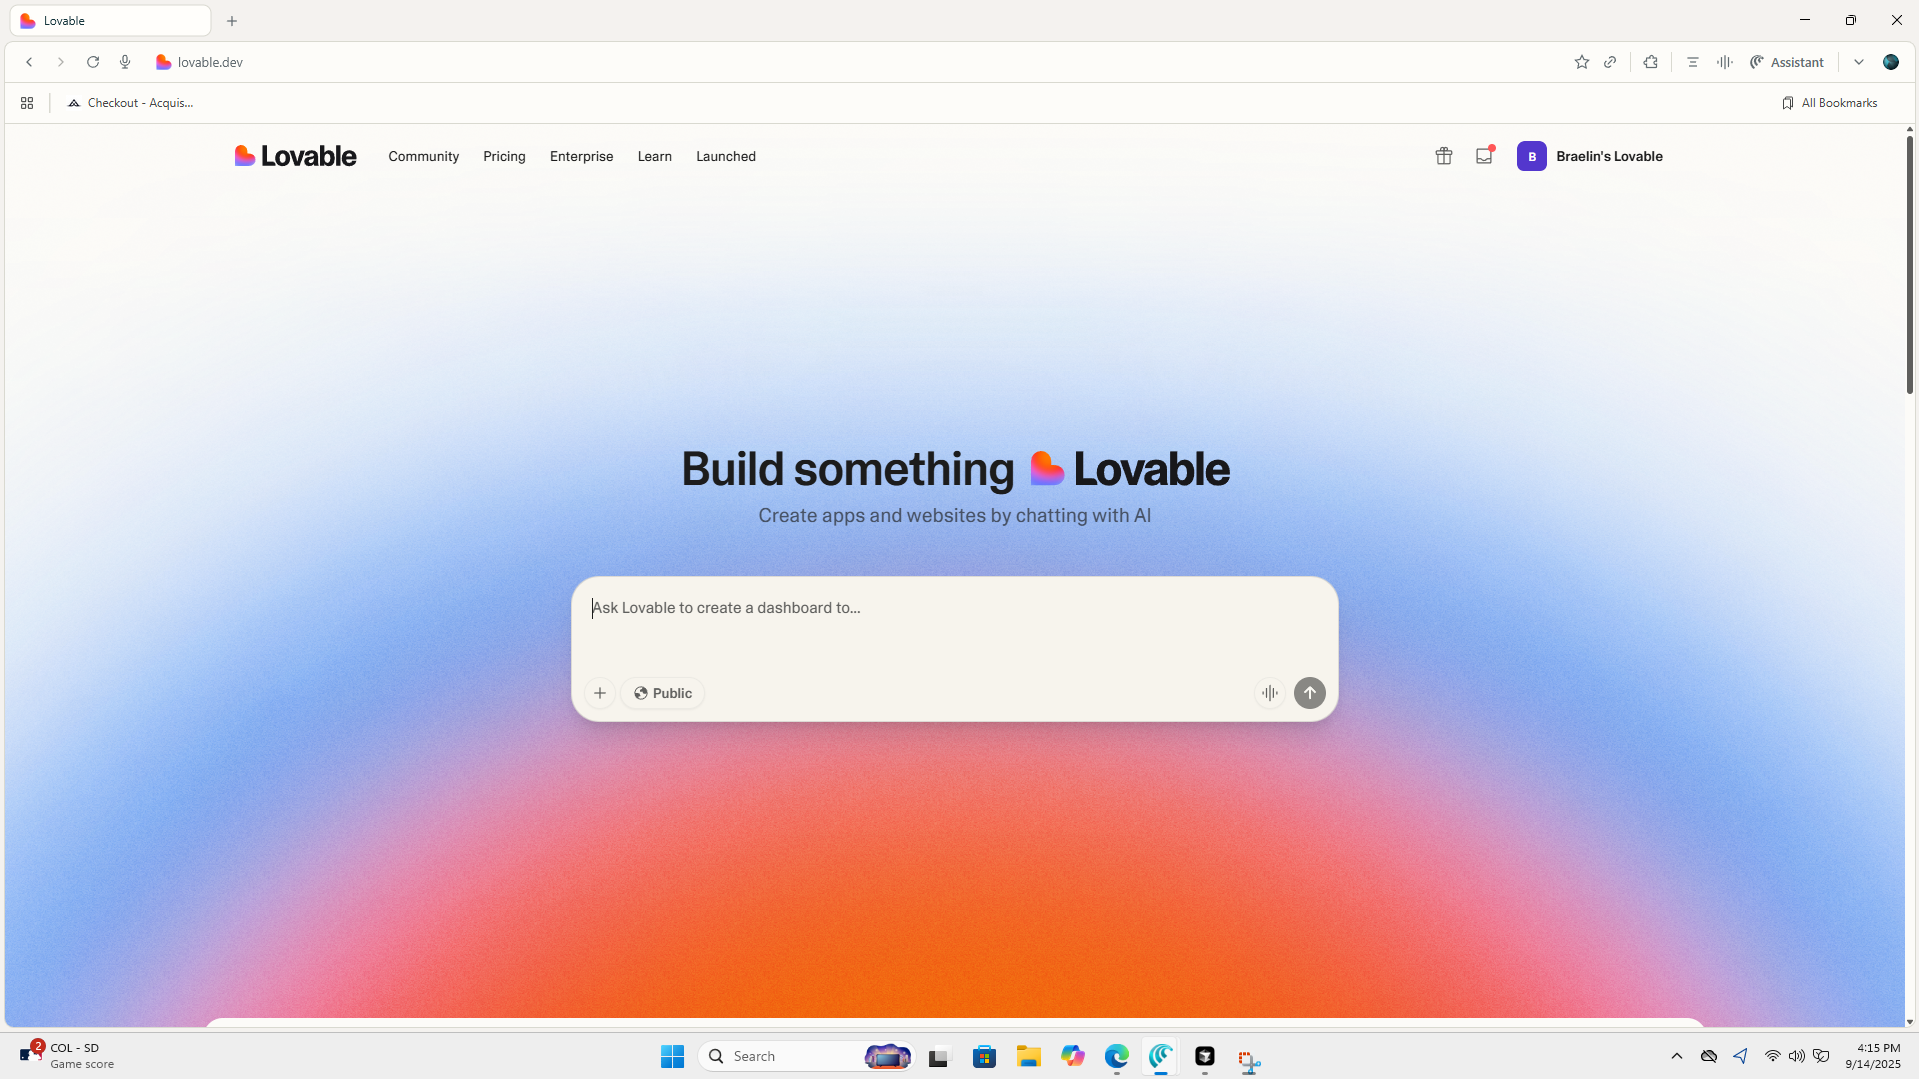 Lovable
lovable.dev
Assistant
Checkout - Acquis...
All Bookmarks
Lovable
Community
Pricing
Enterprise
Learn
Launched
B
Braelin's Lovable
Build something Lovable
Create apps and websites by chatting with AI
Ask Lovable to create a dashboard to...
Public
2
COL - SD
Game score
Search
4:15 PM
9/14/2025